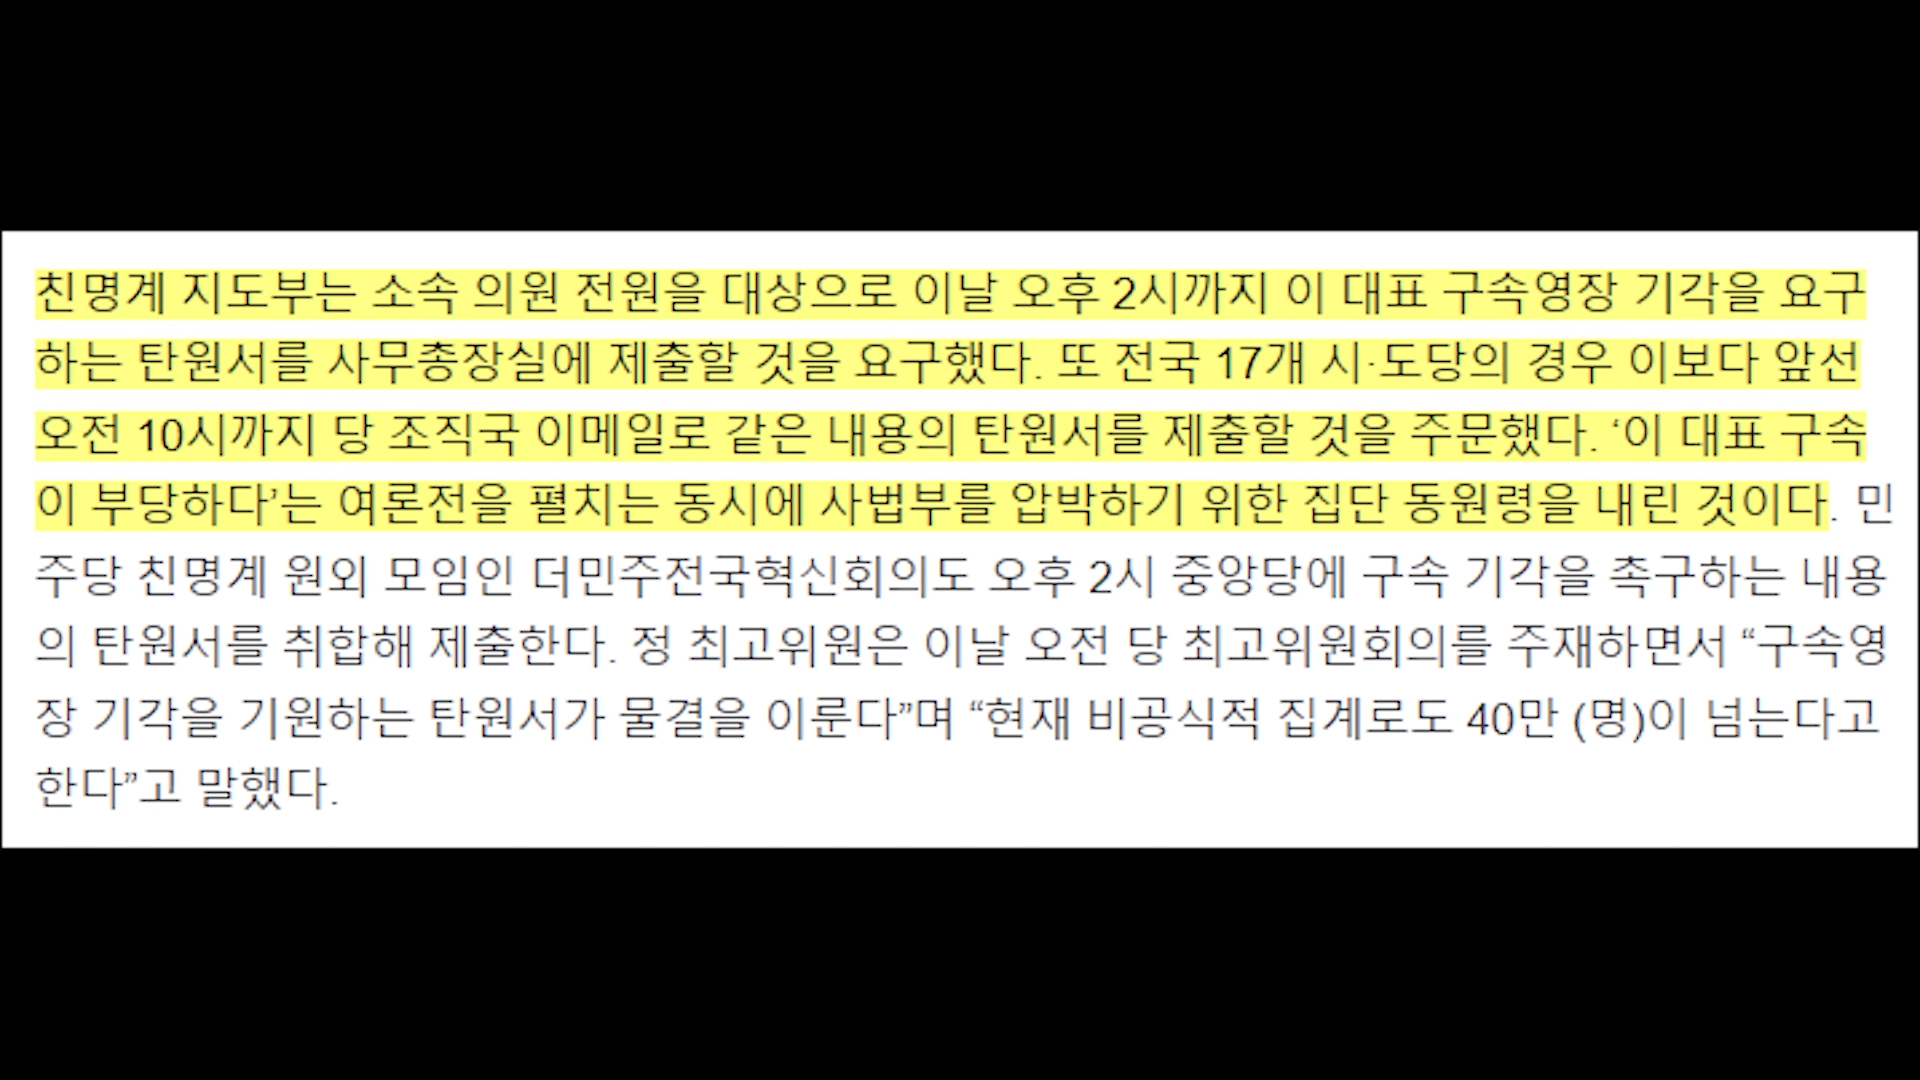 친명계 지도부는 소속 의원 전원을 대상으로 이날 오후 2시까지 이 대표 구속영장 기각을 요구
하는 탄원서를 사무총장실에 제출할 것을 요구했다. 또 전국 17개 시·도당의 경우 이보다 앞선
오전 10시까지 당 조직국 이메일로 같은 내용의 탄원서를 제출할 것을 주문했다. ‘이 대표 구속
이 부당하다’는 여론전을 펼치는 동시에 사법부를 압박하기 위한 집단 동원령을 내린 것이다. 민
주당 친명계 원외 모임인 더민주전국혁신회의도 오후 2시 중앙당에 구속 기각을 촉구하는 내용
의 탄원서를 취합해 제출한다. 정 최고위원은 이날 오전 당 최고위원회의를 주재하면서 “구속영
장 기각을 기원하는 탄원서가 물결을 이룬다”며 “현재 비공식적 집계로도 40만 (명)이 넘는다고
한다”고 말했다.